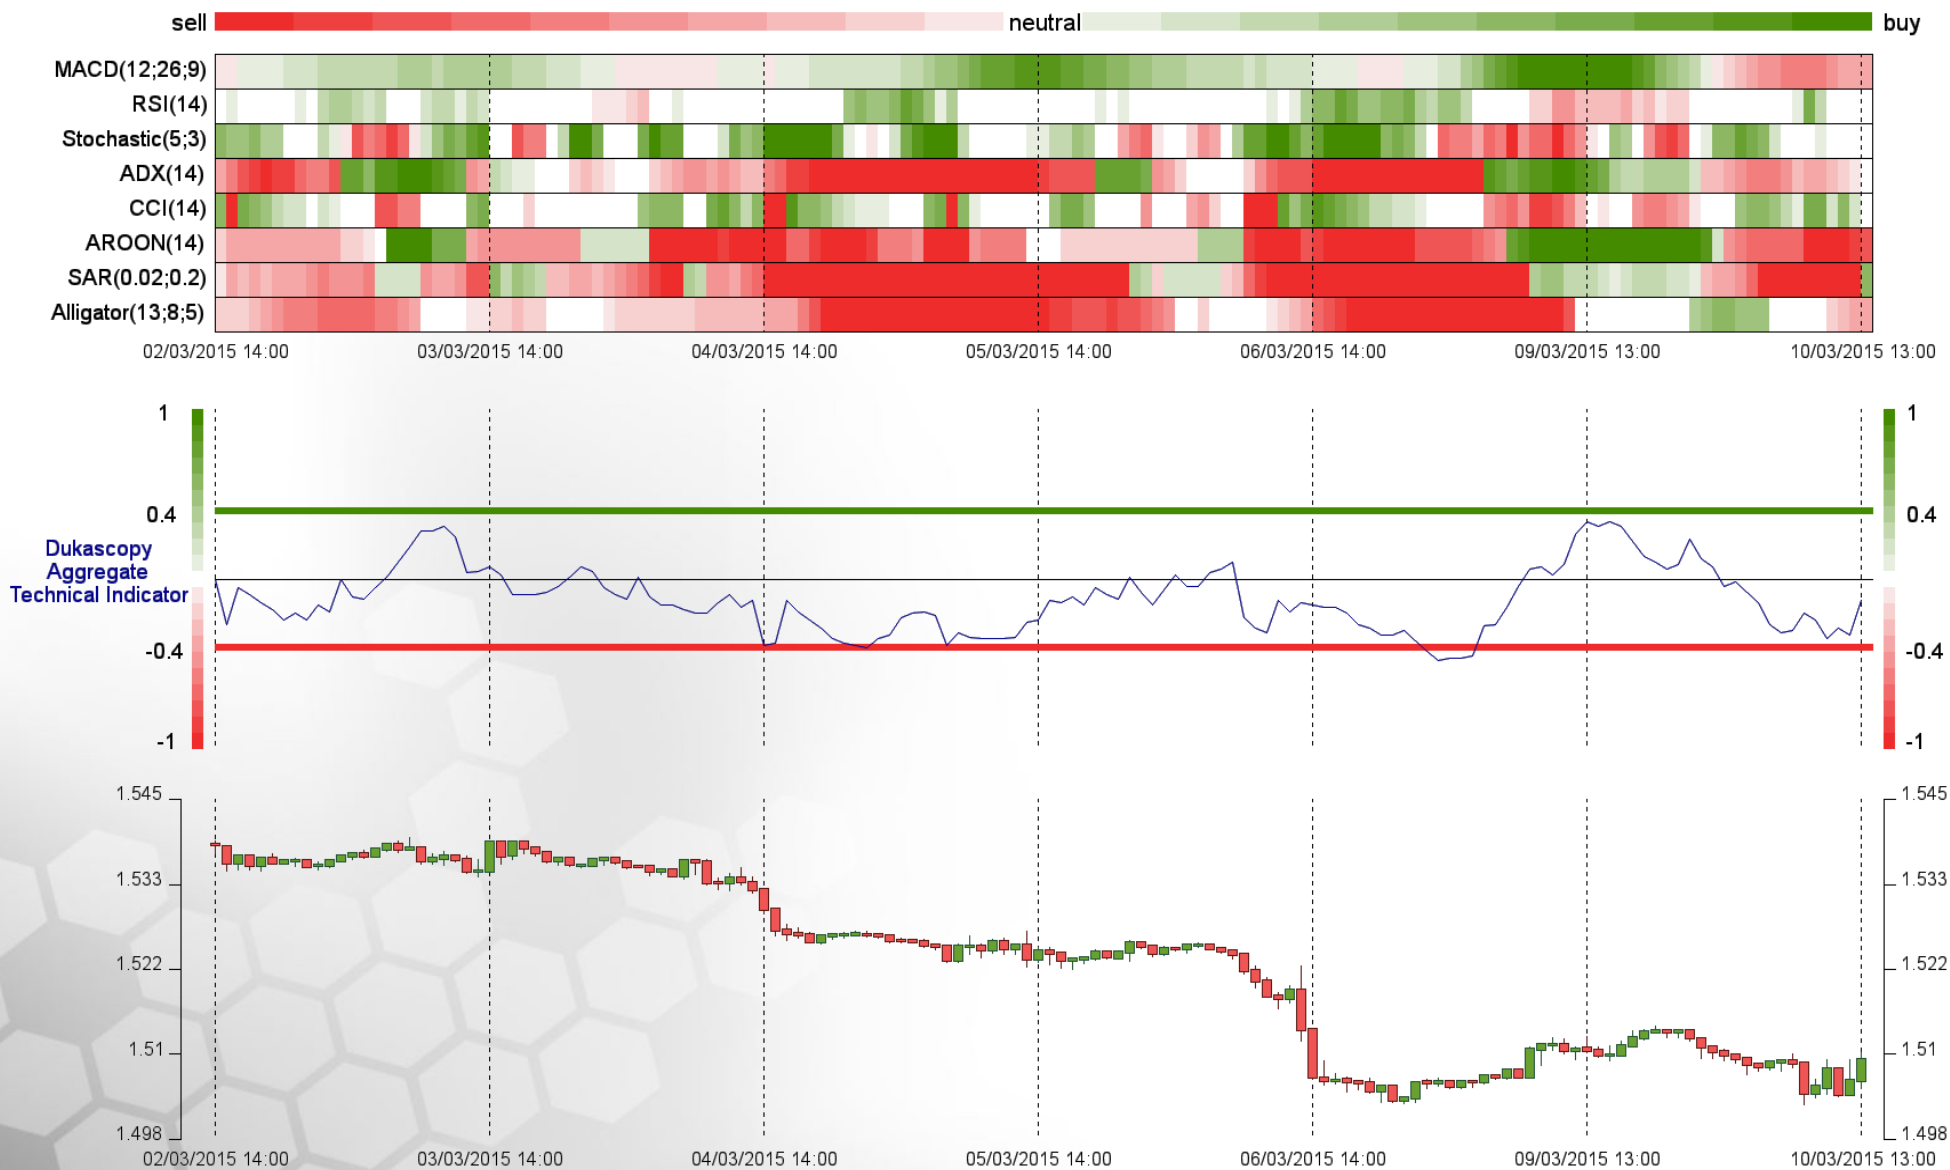 sell neutral buy
MACD(12;26;9)
RSI(14)
Stochastic(5;3)
ADX(14)
CCI(14)
AROON(14)
SAR(0.02;0.2)
Alligator(13;8;5)
02/03/2015 14:00 03/03/2015 14:00 04/03/2015 14:00 05/03/2015 14:00 06/03/2015 14:00 09/03/2015 13:00 10/03/2015 13:00
1 1
0.4 0.4
Dukascopy
Aggregate
Technical Indicator
-0.4 -0.4
-1 -1
1.545 1.545
1.533 1.533
1.522 1.522
1.51 1.51
1.498 1.498
02/03/2015 14:00 03/03/2015 14:00 04/03/2015 14:00 05/03/2015 14:00 06/03/2015 14:00 09/03/2015 13:00 10/03/2015 13:00